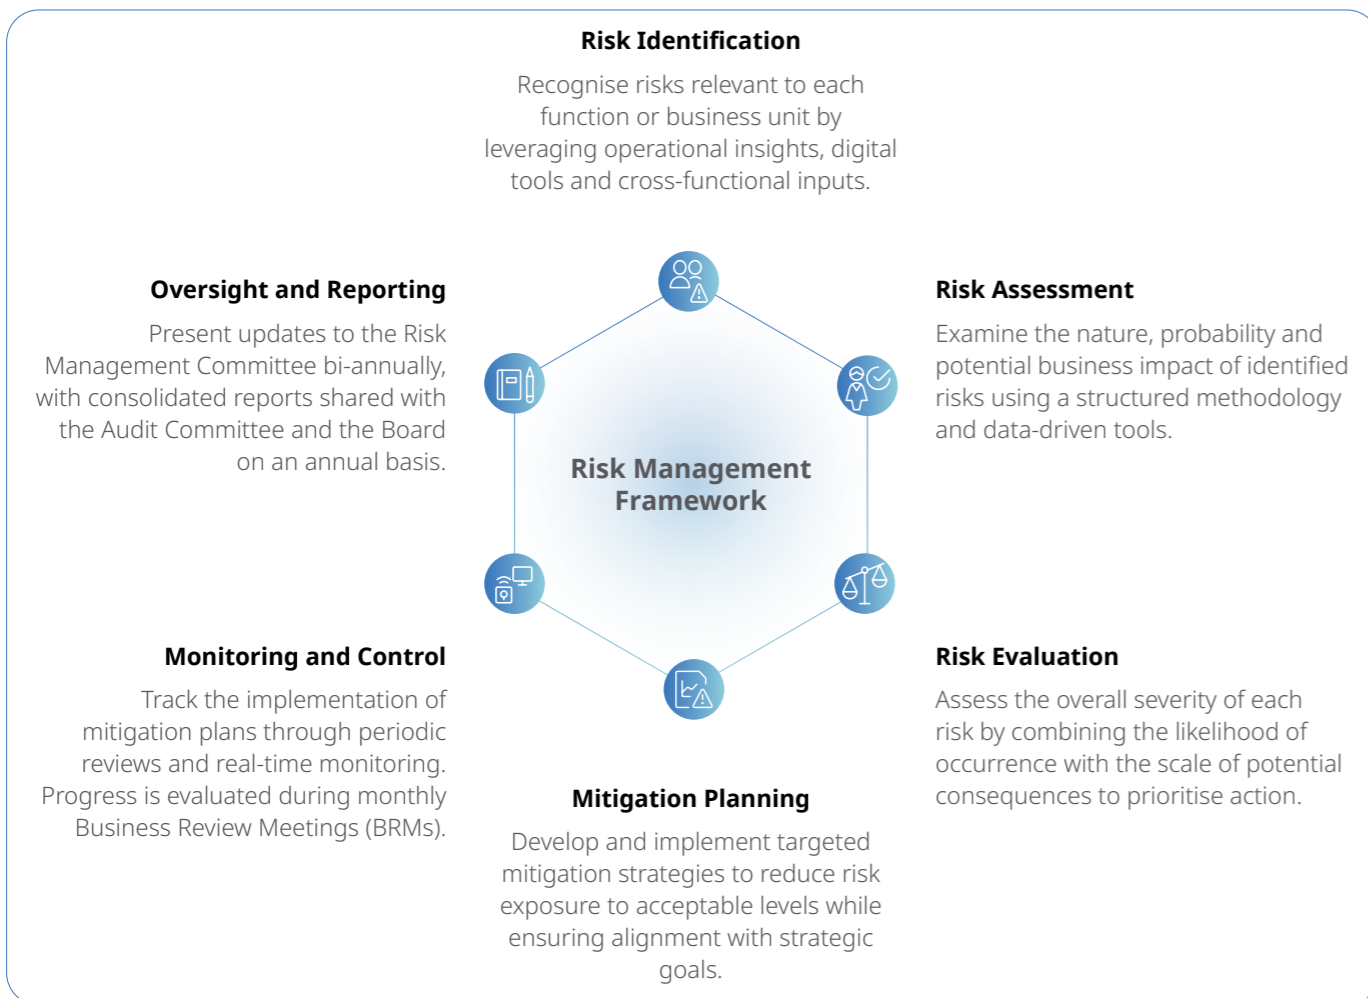 Risk Identification
Recognise risks relevant to each
function or business unit by
leveraging operational insights, digital
tools and cross-functional inputs.
Oversight and Reporting
Present updates to the Risk
Management Committee bi-annually,
with consolidated reports shared with
the Audit Committee and the Board
on an annual basis.
Risk Management
Framework
Risk Assessment
Examine the nature, probability and
potential business impact of identified
risks using a structured methodology
and data-driven tools.
Monitoring and Control
Track the implementation of
mitigation plans through periodic
reviews and real-time monitoring.
Progress is evaluated during monthly
Business Review Meetings (BRMs).
Mitigation Planning
Develop and implement targeted
mitigation strategies to reduce risk
exposure to acceptable levels while
ensuring alignment with strategic
goals.
Risk Evaluation
Assess the overall severity of each
risk by combining the likelihood of
occurrence with the scale of potential
consequences to prioritise action.